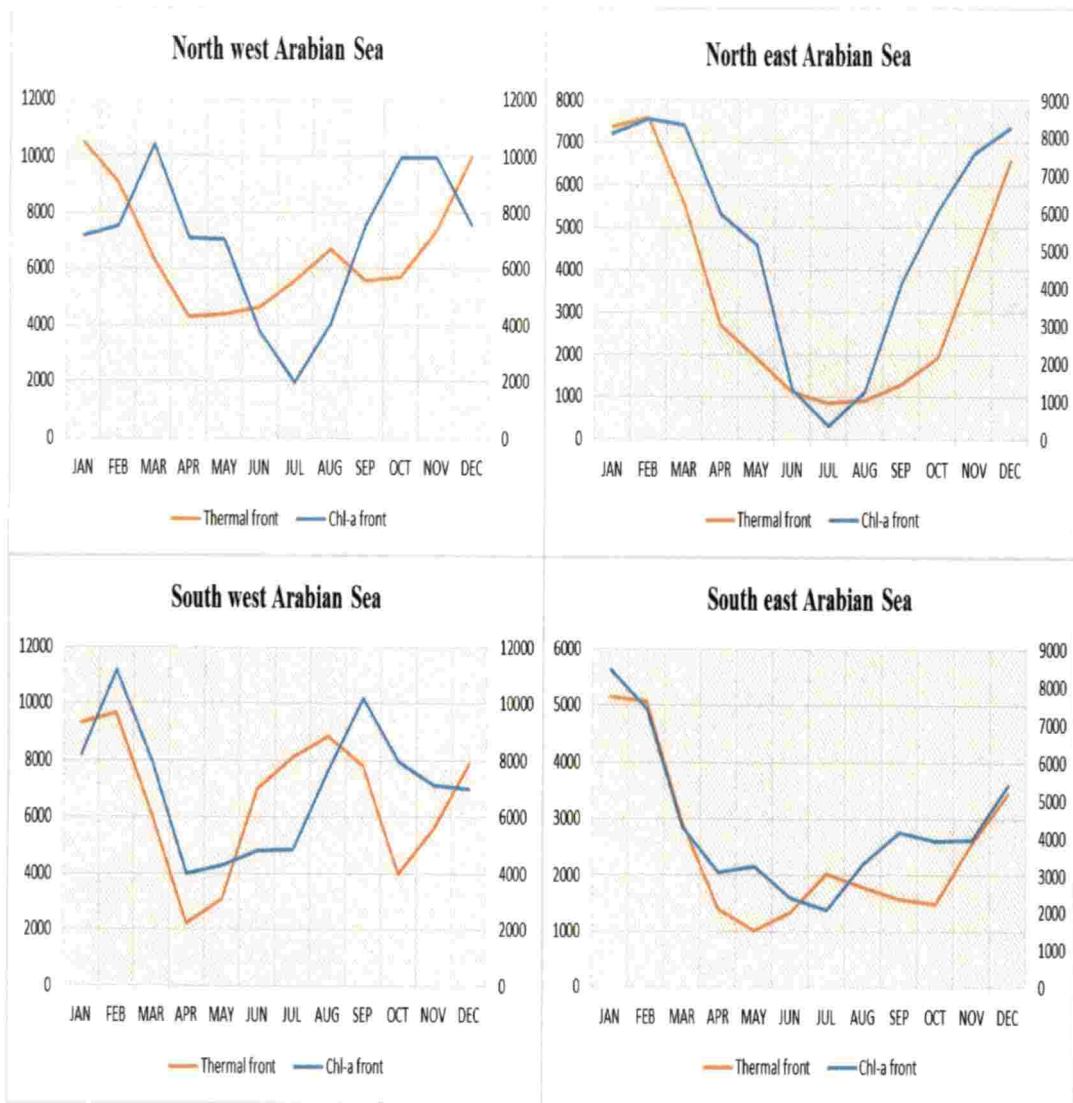 North west Arabian Sea
12000 12000
10000 10000
8000 8000
6000 6000
4000 4000
2000 2000
0 0
JAN FEB MAR APR MAY JUN JUL AUG SEP OCT NOV DEC
Thermal front Chl-a front
North east Arabian Sea
8000 9000
7000 8000
6000 7000
5000 6000
4000 5000
3000 4000
2000 3000
1000 2000
0 1000
0
JAN FEB MAR APR MAY JUN JUL AUG SEP OCT NOV DEC
Thermal front Chl-a front
South west Arabian Sea
12000 12000
10000 10000
8000 8000
6000 6000
4000 4000
2000 2000
0 0
JAN FEB MAR APR MAY JUN JUL AUG SEP OCT NOV DEC
Thermal front Chl-a front
South east Arabian Sea
6000 9000
5000 8000
4000 7000
3000 6000
2000 5000
1000 4000
0 3000
2000
1000
0
JAN FEB MAR APR MAY JUN JUL AUG SEP OCT NOV DEC
Thermal front Chl-a front